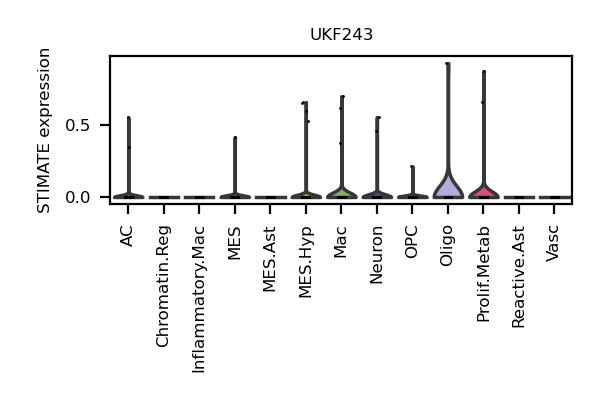 UKF243
STIMATE expression
0.5
0.0
AC
Chromatin.Reg
Inflammatory.Mac
MES
MES.Ast
MES.Hyp
Mac
Neuron
OPC
Oligo
Prolif.Metab
Reactive.Ast
Vasc